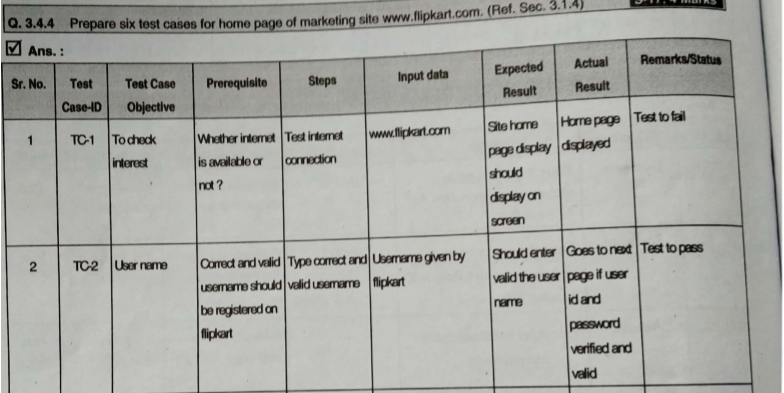 Q. 3.4.4 Prepare six test cases for home page of marketing site www.flipkart.com. (Ref. Sec. 3.1.4)
☑ Ans. :
Sr. No.
Test
Case-ID
Test Case
Objective
Prerequisite
Steps
Input data
Expected
Result
Actual
Result
Remarks/Status
1
TC-1
To check
interest
Whether internet
is available or
not ?
Test internet
connection
www.flipkart.com
Site home
page display
should
display on
screen
Home page
displayed
Test to fail
2
TC-2
User name
Correct and valid
username should
be registered on
flipkart
Type correct and
valid username
Username given by
flipkart
Should enter
valid the user
name
Goes to next
page if user
id and
password
verified and
valid
Test to pass